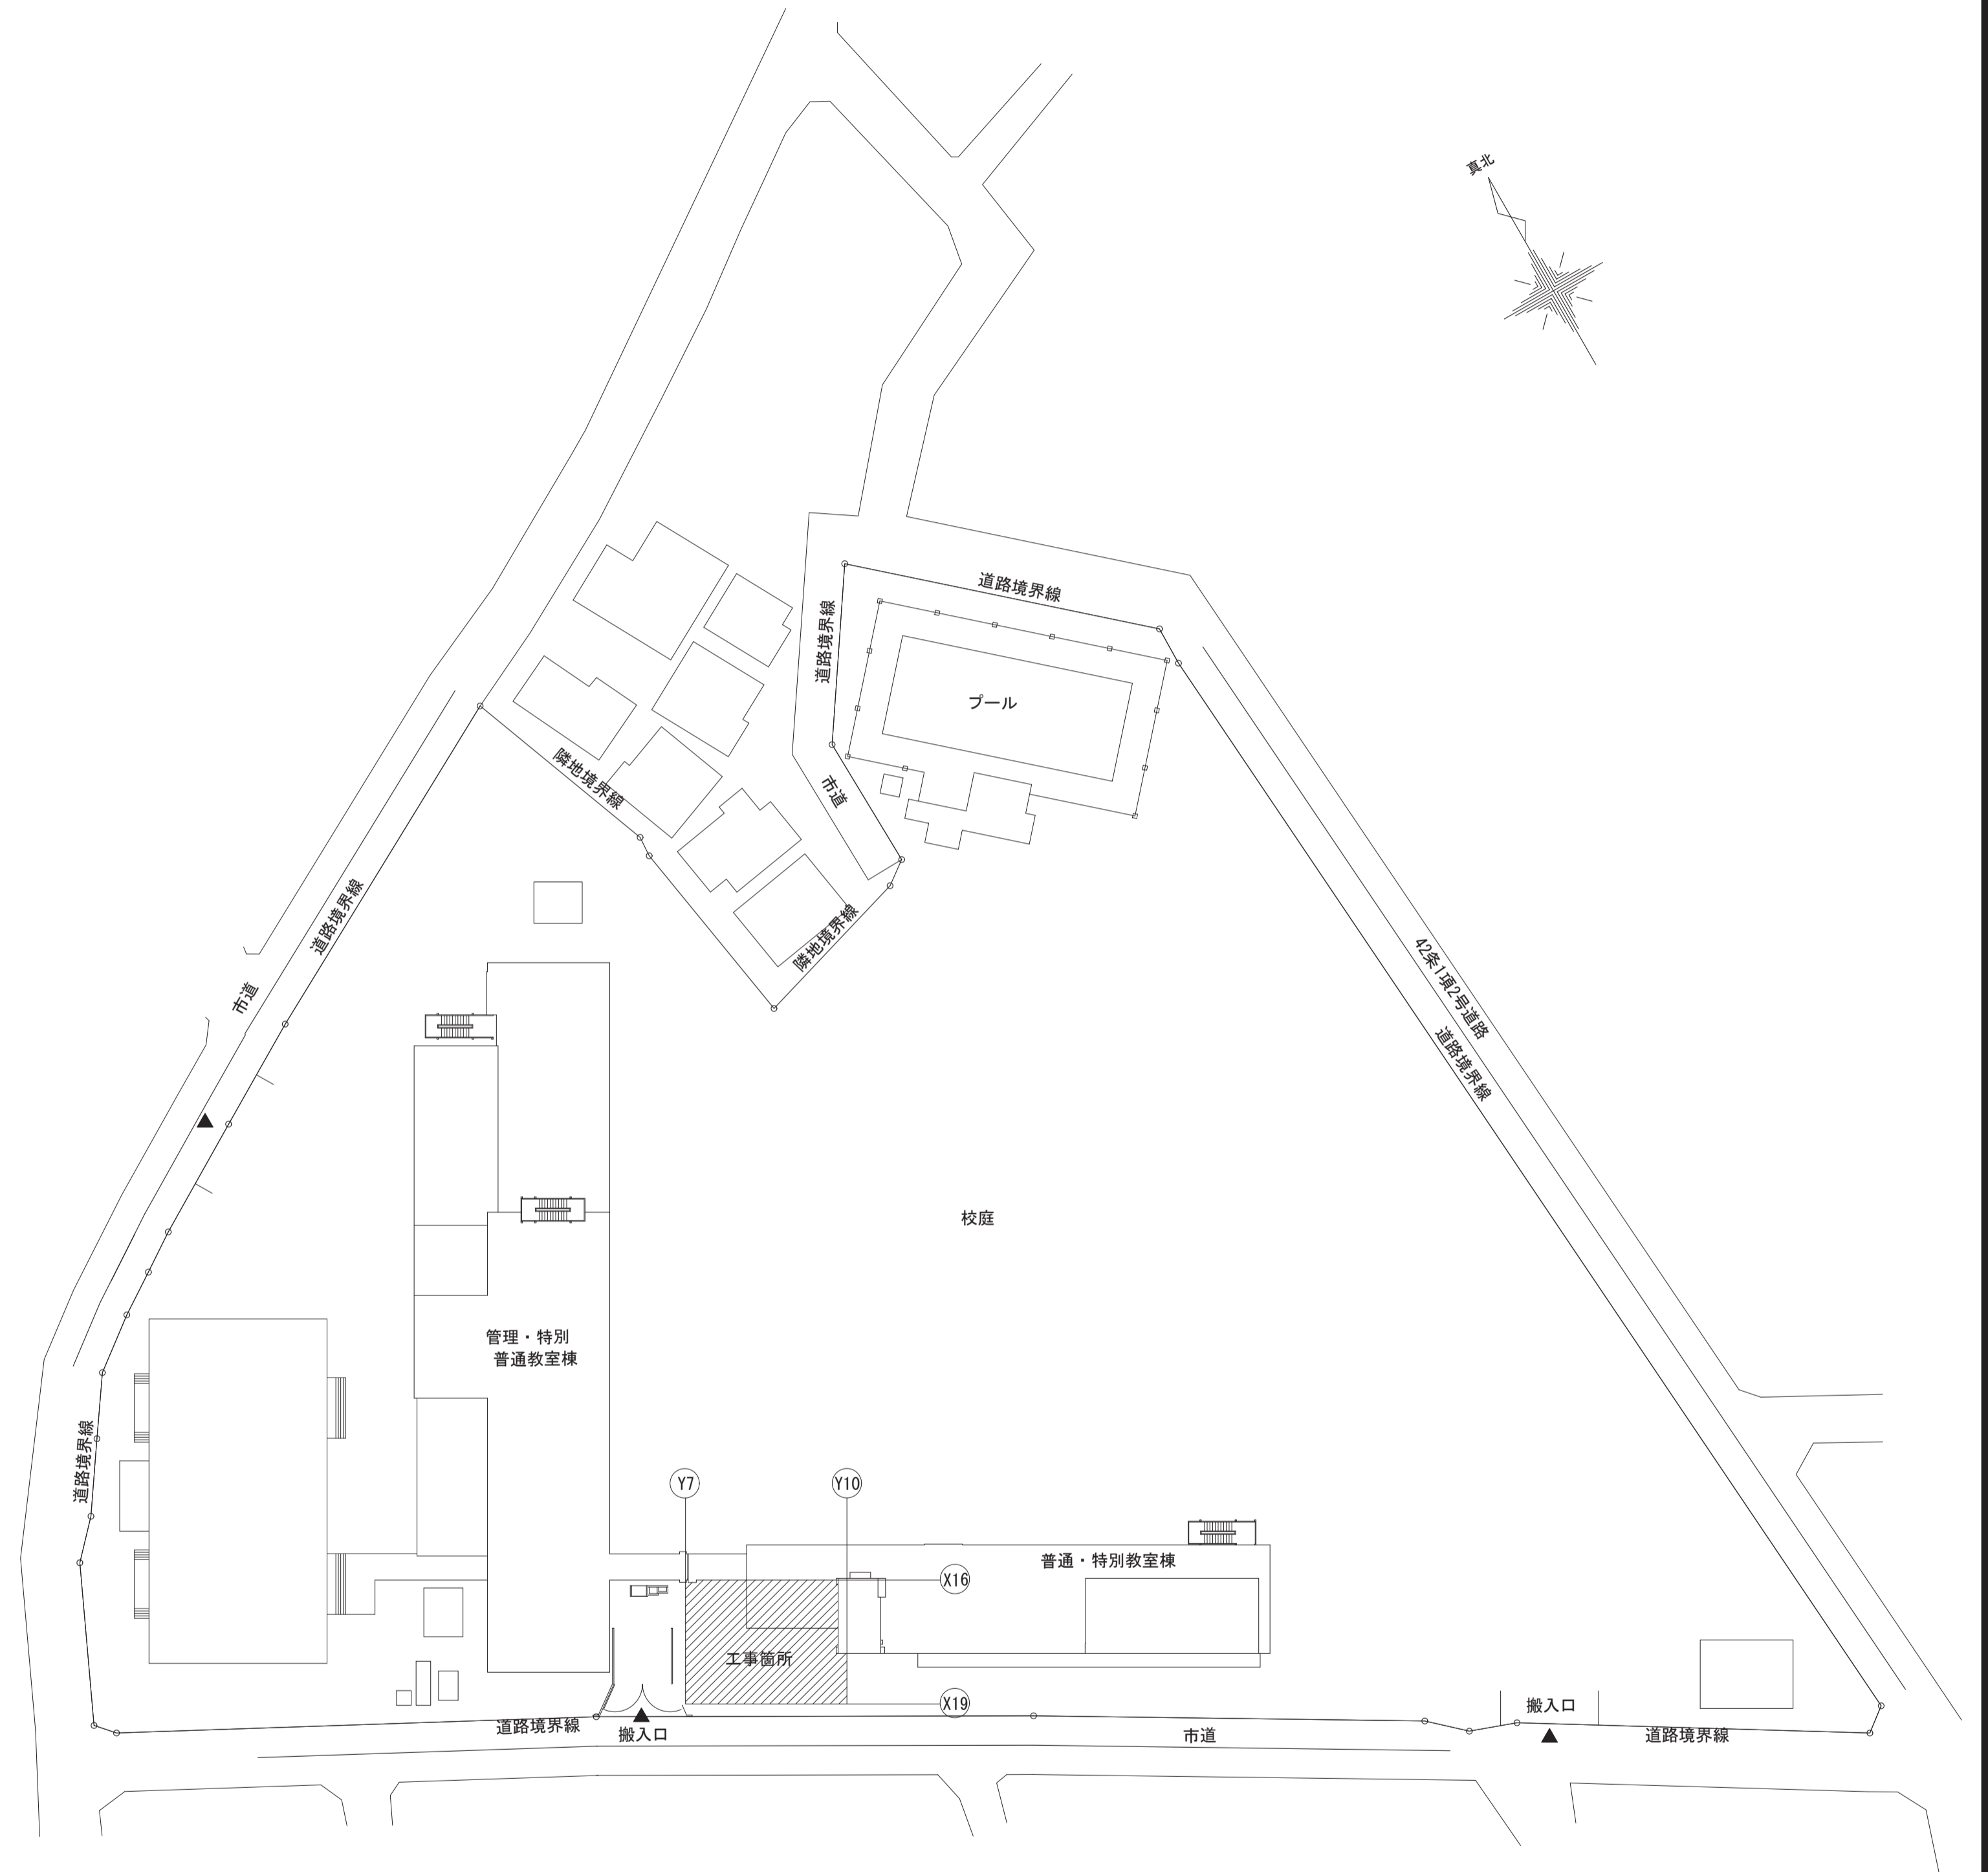 真北
道路境界線
道路境界線
プール
隣地境界線
市道
道路境界線
隣地境界線
42条1項2号道路
道路境界線
市道
校庭
管理・特別
普通教室棟
道路境界線
Y7
Y10
普通・特別教室棟
X16
工事箇所
X19
搬入口
道路境界線
搬入口
市道
道路境界線